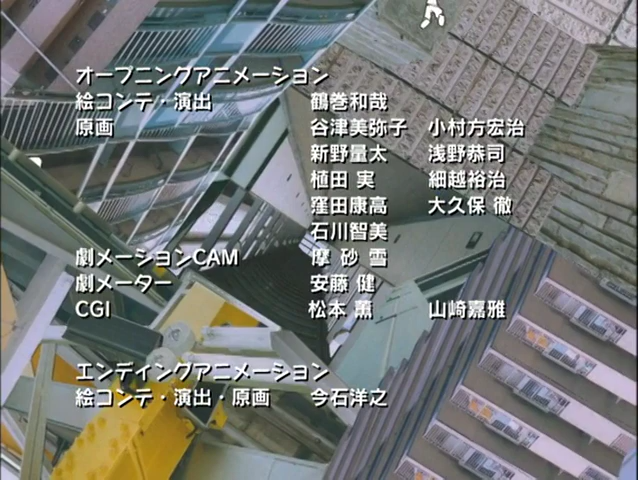 オープニングアニメーション
絵コンテ・演出 鶴巻和哉
原画 谷津美弥子 小村方宏治
新野量太 浅野恭司
植田 実 細越裕治
窪田康高 大久保 徹
石川智美
劇メーションCAM 摩 砂 雪
劇メーター 安藤 健
CGI 松本 薫 山崎嘉雅
エンディングアニメーション
絵コンテ・演出・原画 今石洋之